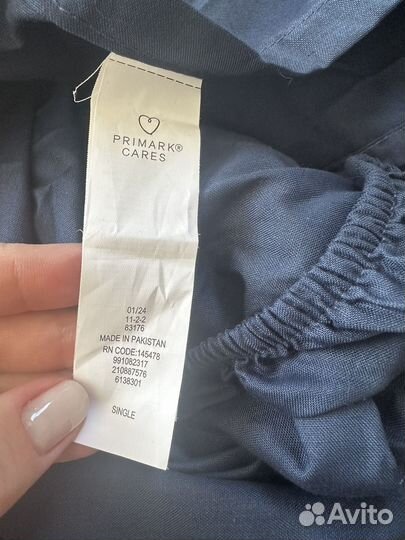 PRIMARK®
CARES
01/24
11-2-2
83176
MADE IN PAKISTAN
RN CODE:145478
991082317
210887576
6138301
SINGLE
Avito